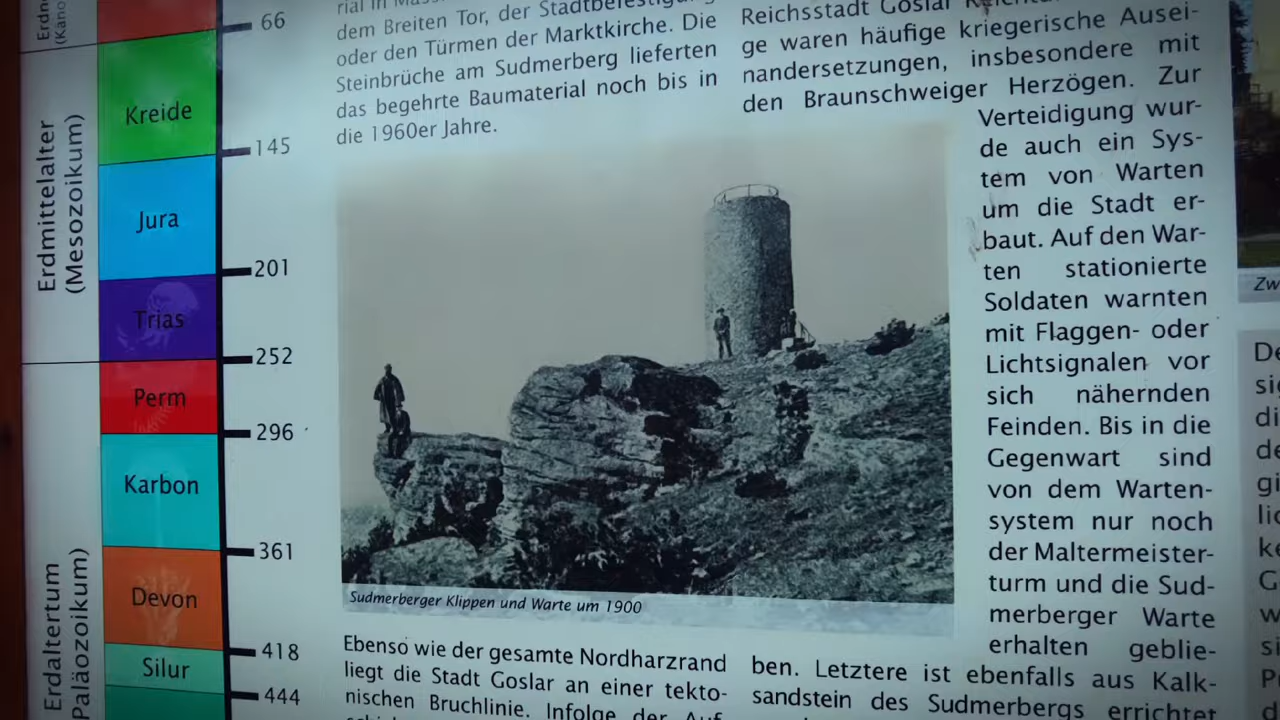 66
Kreide
145
Erdmittelalter
(Mesozoikum)
Jura
201
Trias
252
Perm
296
Karbon
361
Devon
418
Silur
444
Erdaltertum
Paläozoikum)
dem Breiten Tor, der
oder den Türmen der Marktkirche. Die
Steinbrüche am Sudmerberg lieferten
das begehrte Baumaterial noch bis in
die 1960er Jahre.
Sudmerberger Klippen und Warte um 1900
Ebenso wie der gesamte Nordharzrand
liegt die Stadt Goslar an einer tekto-
nischen Bruchlinie. Infolge der Auf-
Reichsstadt Goslar
ge waren häufige kriegerische Ausei-
nandersetzungen, insbesondere mit
den Braunschweiger Herzögen. Zur
Verteidigung wur-
de auch ein Sys-
tem von Warten
um die Stadt er-
baut. Auf den War-
ten stationierte
Soldaten warnten
mit Flaggen- oder
Lichtsignalen vor
sich nähernden
Feinden. Bis in die
Gegenwart sind
von dem Warten-
system nur noch
der Maltermeister-
turm und die Sud-
merberger Warte
erhalten geblie-
ben. Letztere ist ebenfalls aus Kalk-
sandstein des Sudmerbergs errichtet